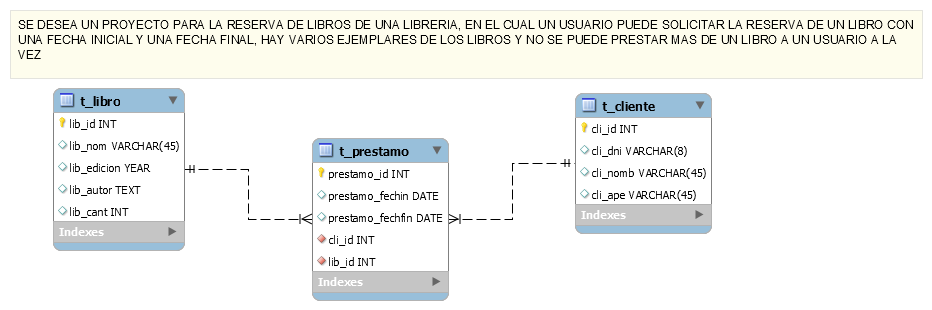 SE DESEA UN PROYECTO PARA LA RESERVA DE LIBROS DE UNA LIBRERIA, EN EL CUAL UN USUARIO PUEDE SOLICITAR LA RESERVA DE UN LIBRO CON
UNA FECHA INICIAL Y UNA FECHA FINAL, HAY VARIOS EJEMPLARES DE LOS LIBROS Y NO SE PUEDE PRESTAR MAS DE UN LIBRO A UN USUARIO A LA
VEZ
t_libro
lib_id INT
lib_nom VARCHAR(45)
lib_edicion YEAR
lib_autor TEXT
lib_cant INT
Indexes
t_prestamo
prestamo_id INT
prestamo_fechin DATE
prestamo_fechfin DATE
cli_id INT
lib_id INT
Indexes
t_cliente
cli_id INT
cli_dni VARCHAR(8)
cli_nomb VARCHAR(45)
cli_ape VARCHAR(45)
Indexes